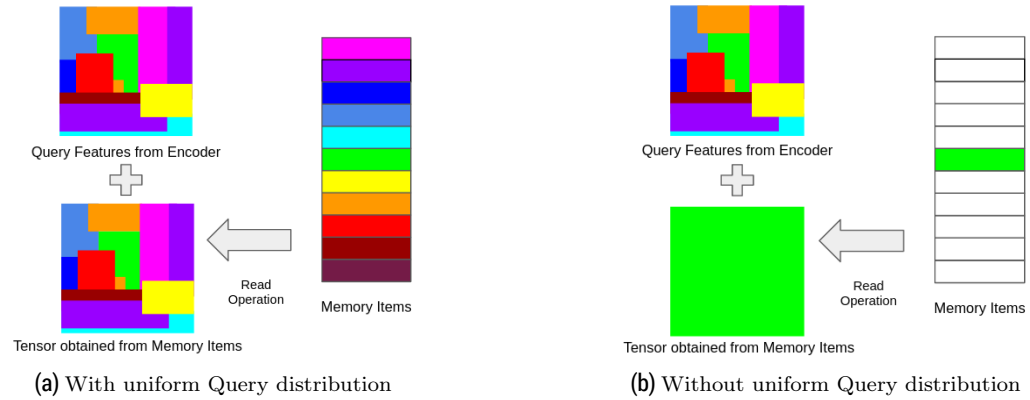 Query Features from Encoder
Read
Operation
Memory Items
Tensor obtained from Memory Items
(a) With uniform Query distribution
Query Features from Encoder
Read
Operation
Memory Items
Tensor obtained from Memory Items
(b) Without uniform Query distribution